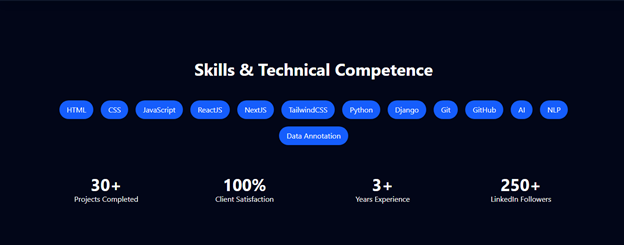 Skills & Technical Competence
HTML CSS JavaScript ReactJS NextJS TailwindCSS Python Django Git GitHub AI NLP
Data Annotation
30+ 100% 3+ 250+
Projects Completed Client Satisfaction Years Experience LinkedIn Followers